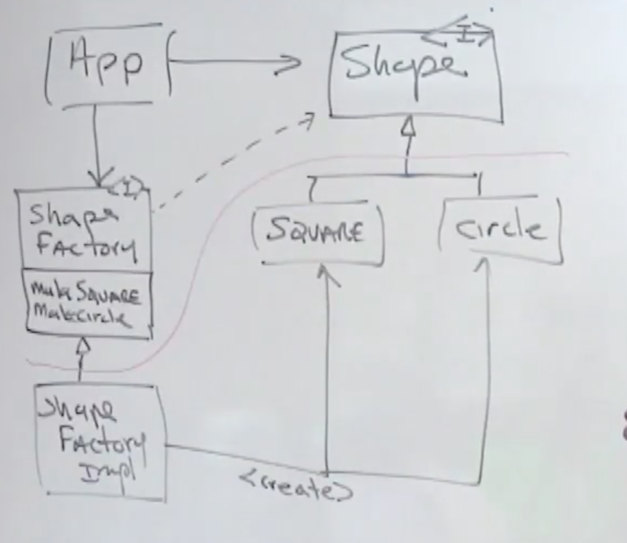 App
<I>
Shape
<I>
Shape
FACTORY
MakeSQUARE
MakeCircle
SQUARE
Circle
Shape
FACTORY
Impl
<create>